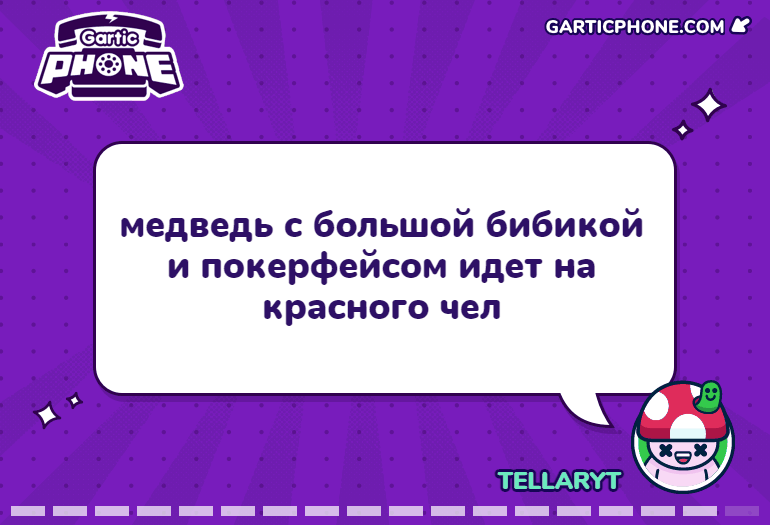 Gartic
PHONE
GARTICPHONE.COM
медведь с большой бибикой
и покерфейсом идет на
красного чел
TELLARYT